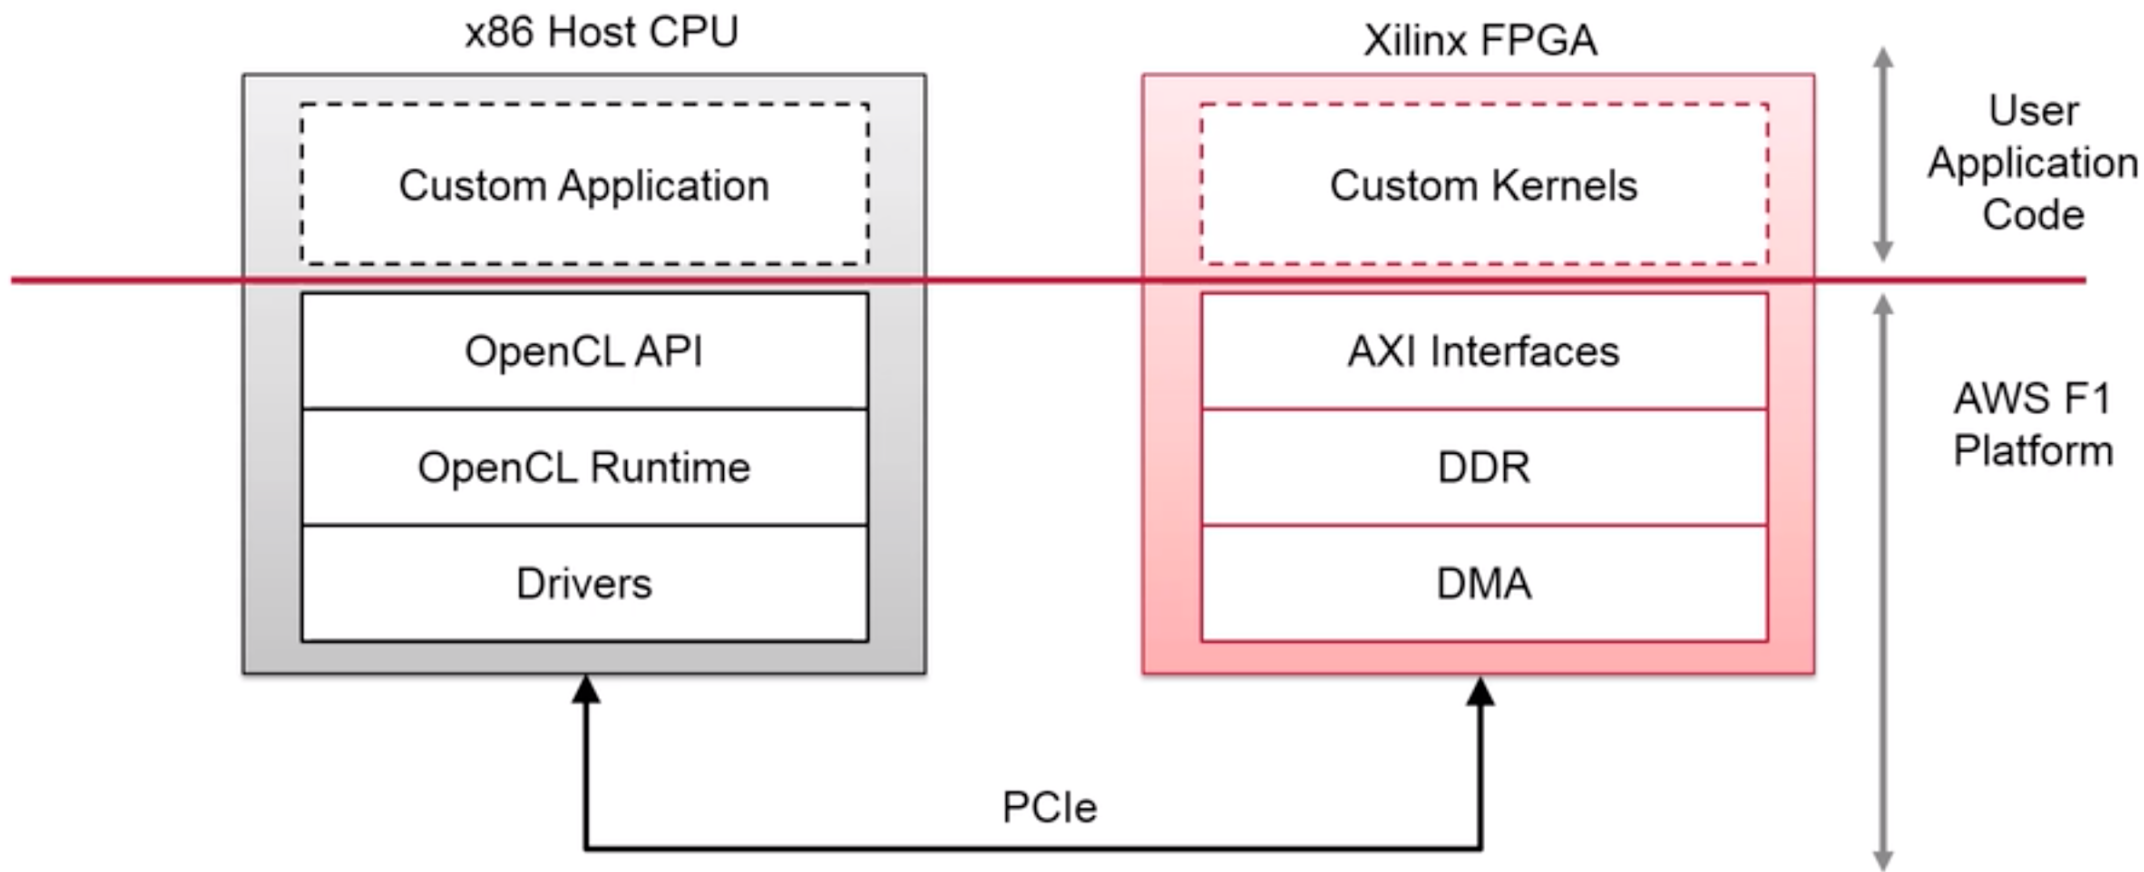 x86 Host CPU
Xilinx FPGA
Custom Application
Custom Kernels
User
Application
Code
OpenCL API
AXI Interfaces
AWS F1
Platform
OpenCL Runtime
DDR
Drivers
DMA
PCIe